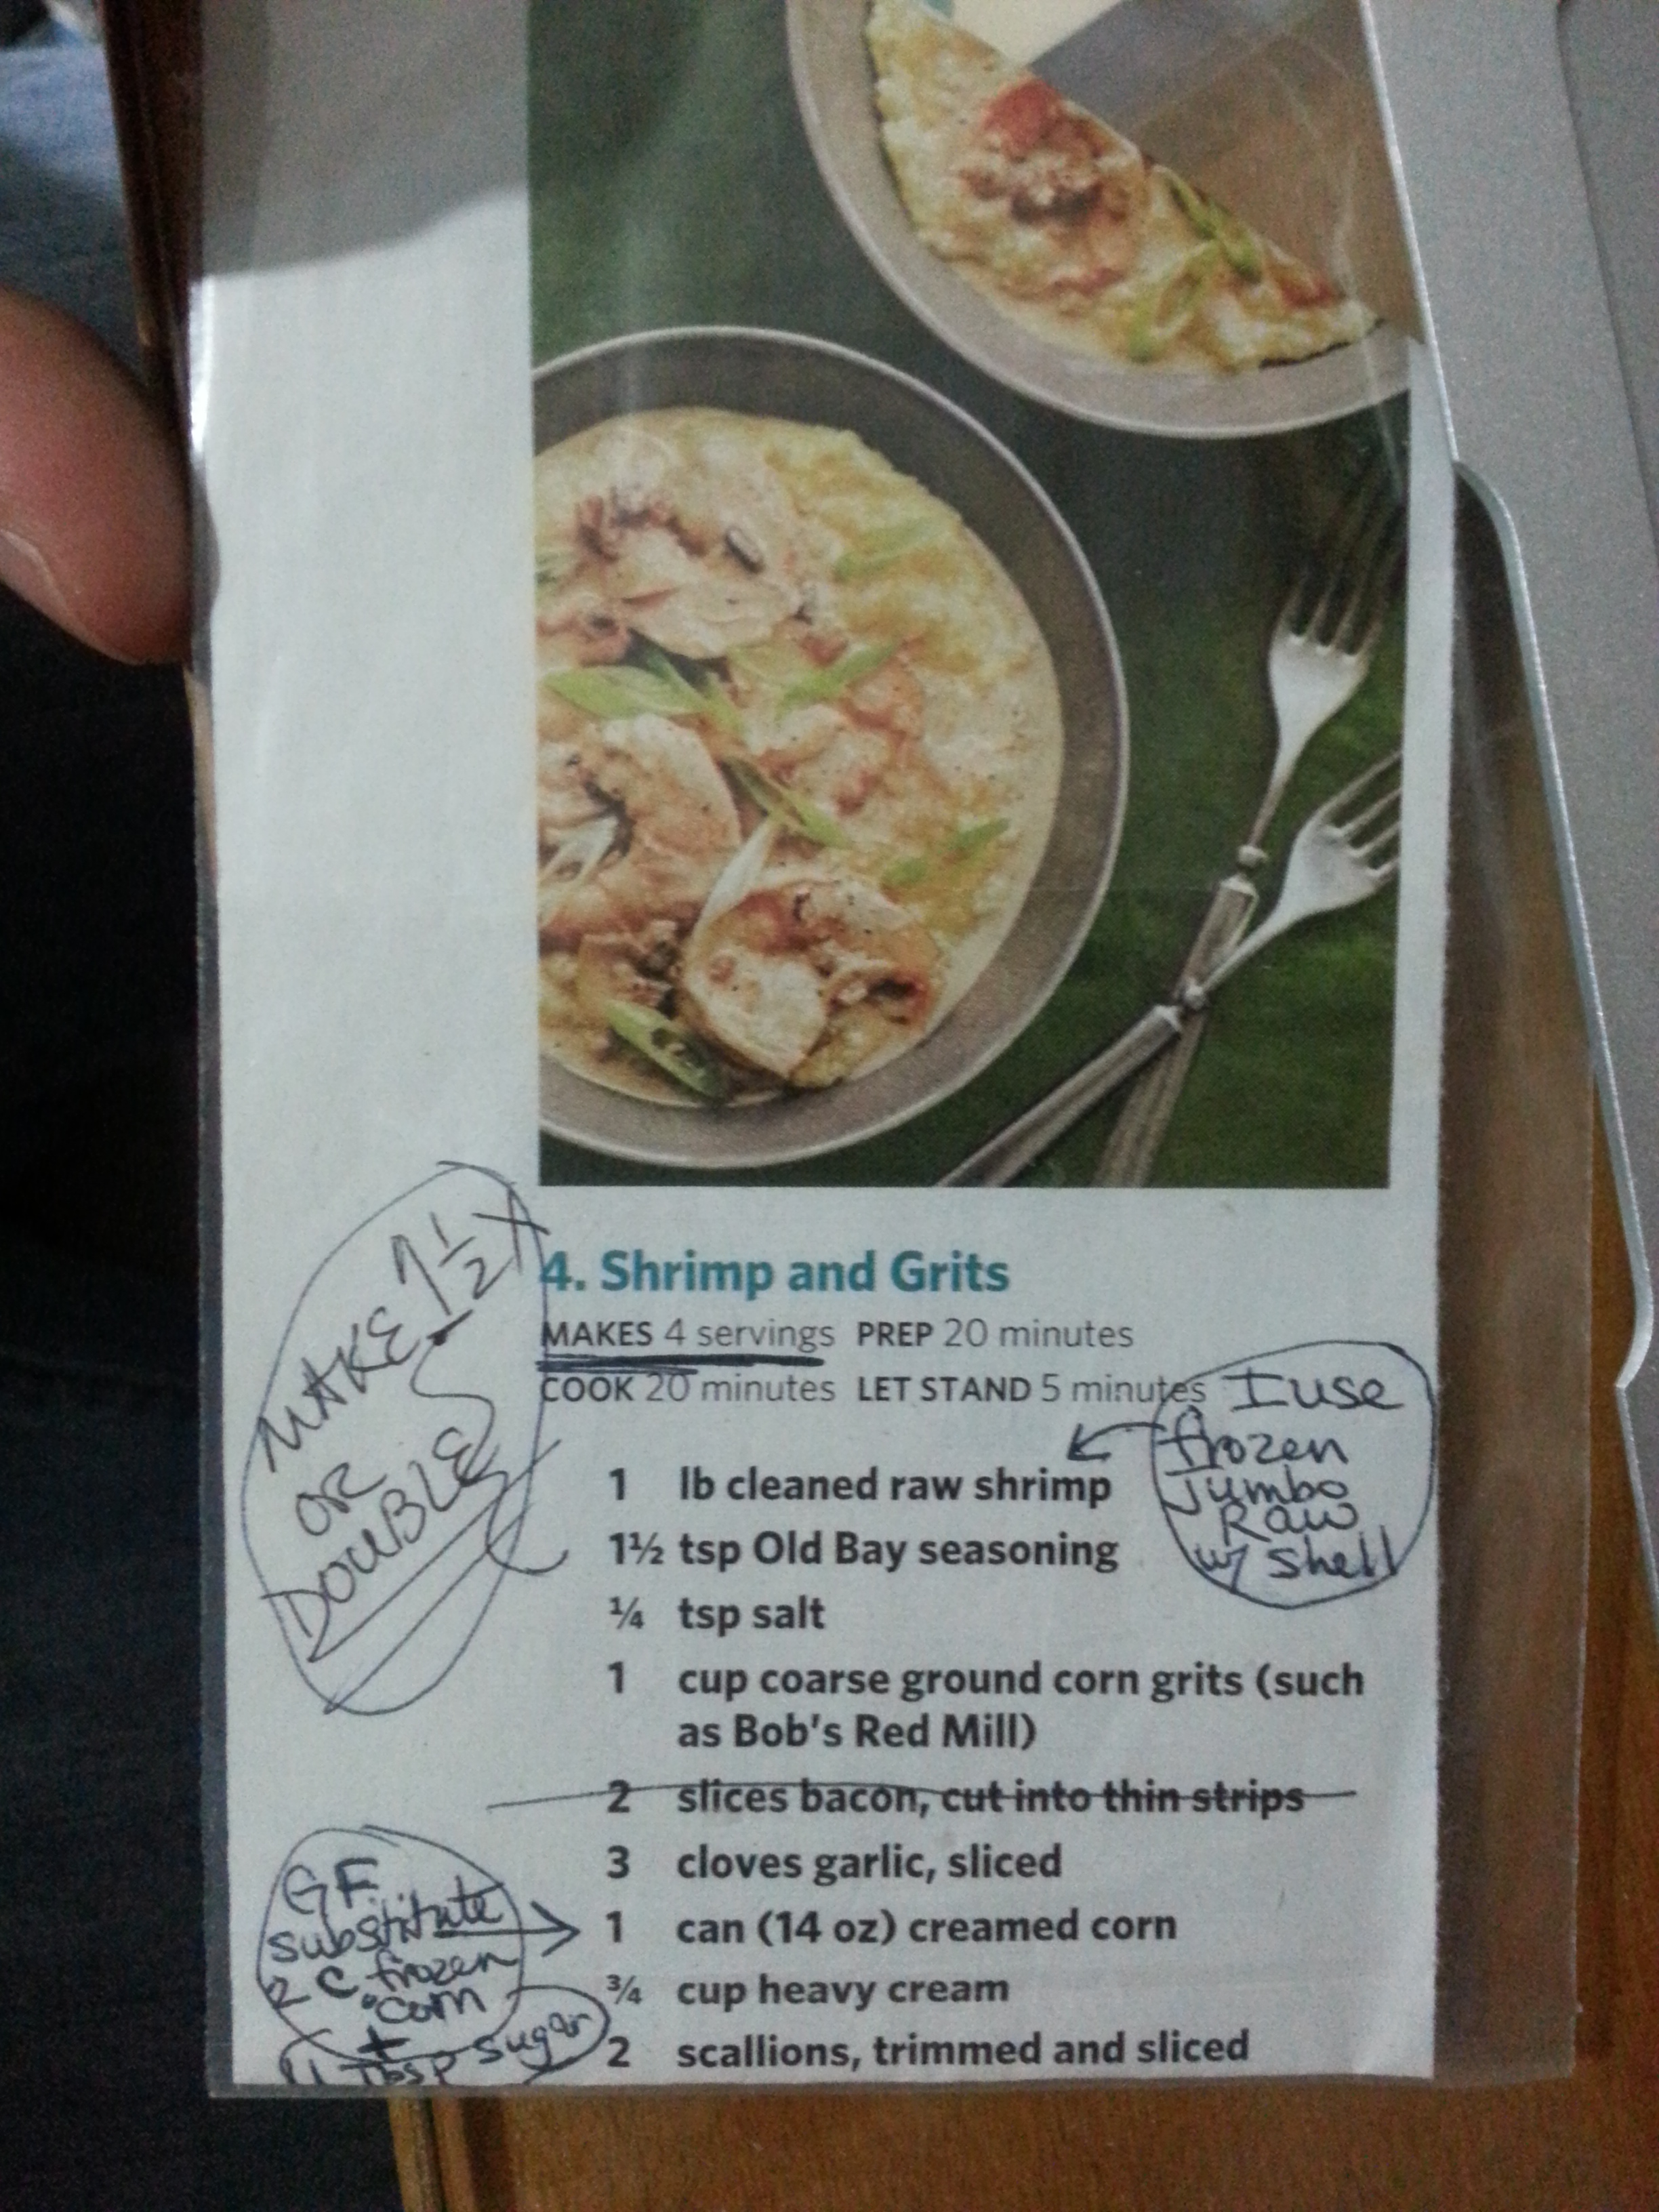 MAKE 1 1/2 X
OR
DOUBLE
4. Shrimp and Grits
MAKES 4 servings PREP 20 minutes
COOK 20 minutes LET STAND 5 minutes
I use
frozen
Jumbo
Raw
w/ shell
1 lb cleaned raw shrimp
1½ tsp Old Bay seasoning
¼ tsp salt
1 cup coarse ground corn grits (such
as Bob's Red Mill)
2 slices bacon, cut into thin strips
3 cloves garlic, sliced
GF
substitute
2 C frozen
corn
+
Tbsp sugar
1 can (14 oz) creamed corn
¾ cup heavy cream
2 scallions, trimmed and sliced